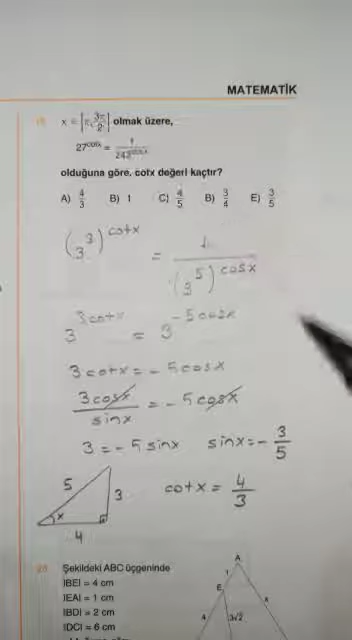 MATEMATİK
x ∈ [π, 3π/2] olmak üzere,
27^cotx = 1/243^cosx
olduğuna göre, cotx değeri kaçtır?
A) 4/3 B) 1 C) 4/5 B) 3/4 E) 3/5
(3^3)^cotx = 1/(3^5)^cosx
3^3cotx = 3^-5cosx
3cotx = -5cosx
3cosx/sinx = -5cosx
3 = -5sinx sinx = -3/5
5 3 x 4 cotx = 4/3
Şekildeki ABC üçgeninde
|BE| = 4 cm
|EA| = 1 cm
|BD| = 2 cm
|DC| = 6 cm
A
1
E
4 3√2 x